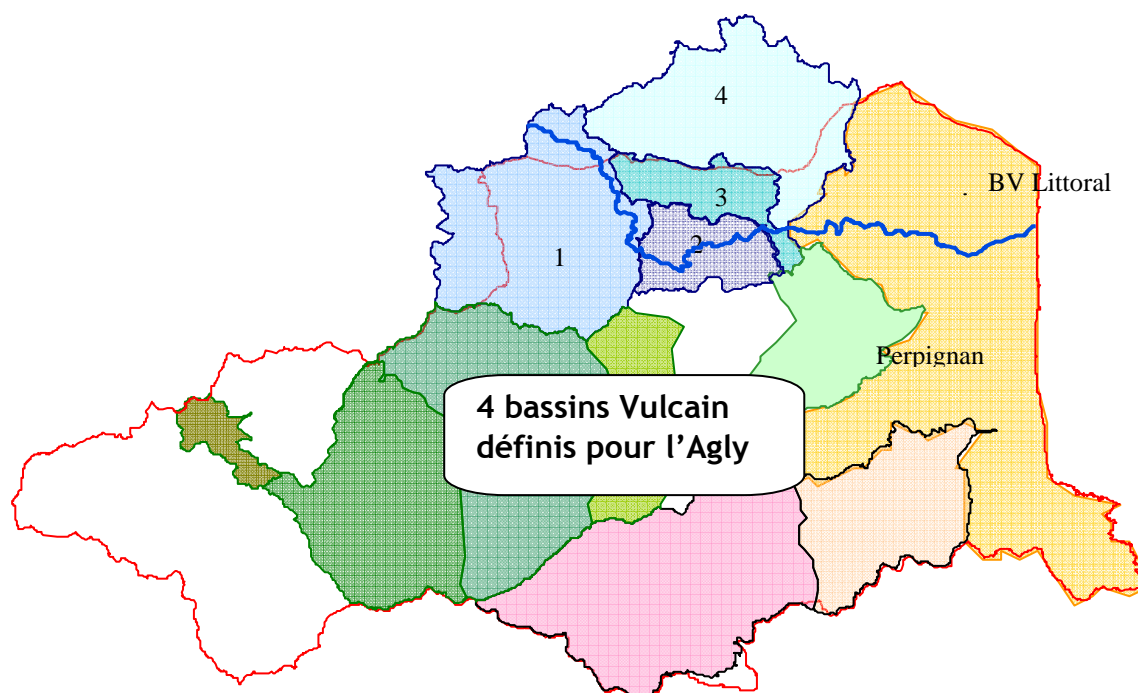 4
BV Littoral
3
2
1
Perpignan
4 bassins Vulcain
définis pour l'Agly